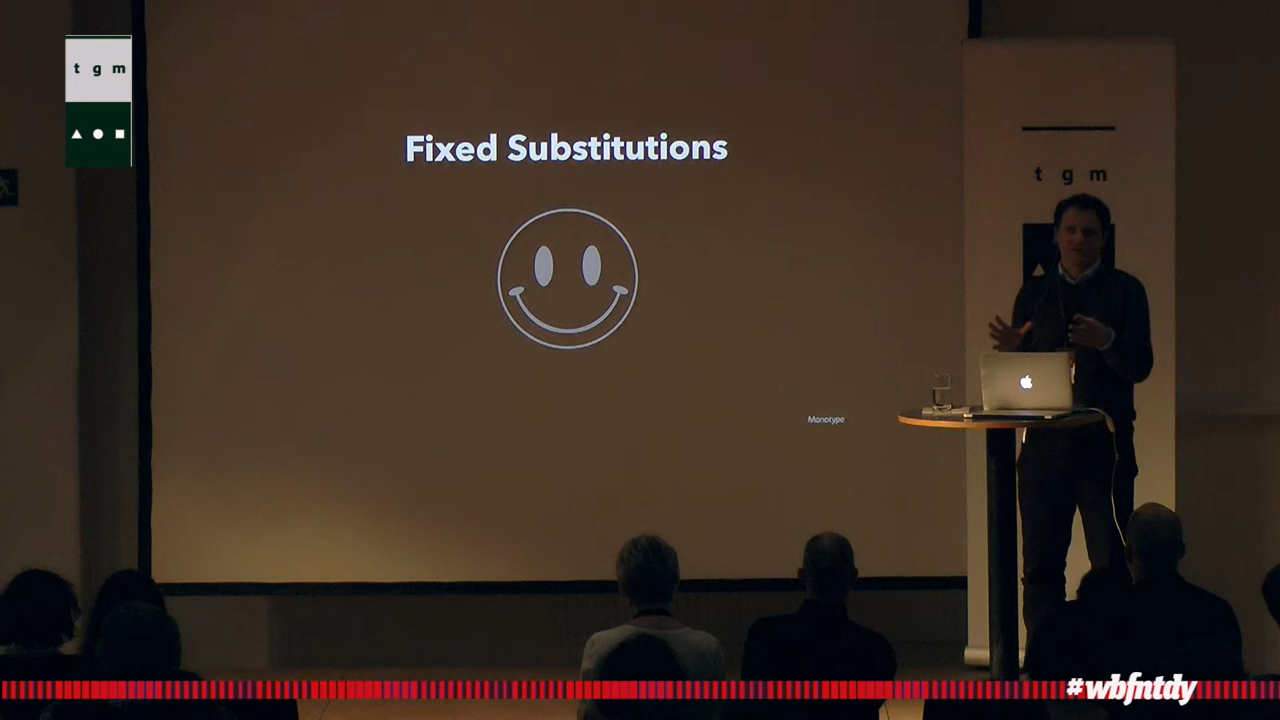 t g m
Fixed Substitutions
t g m
Monotype
#wbfntdy